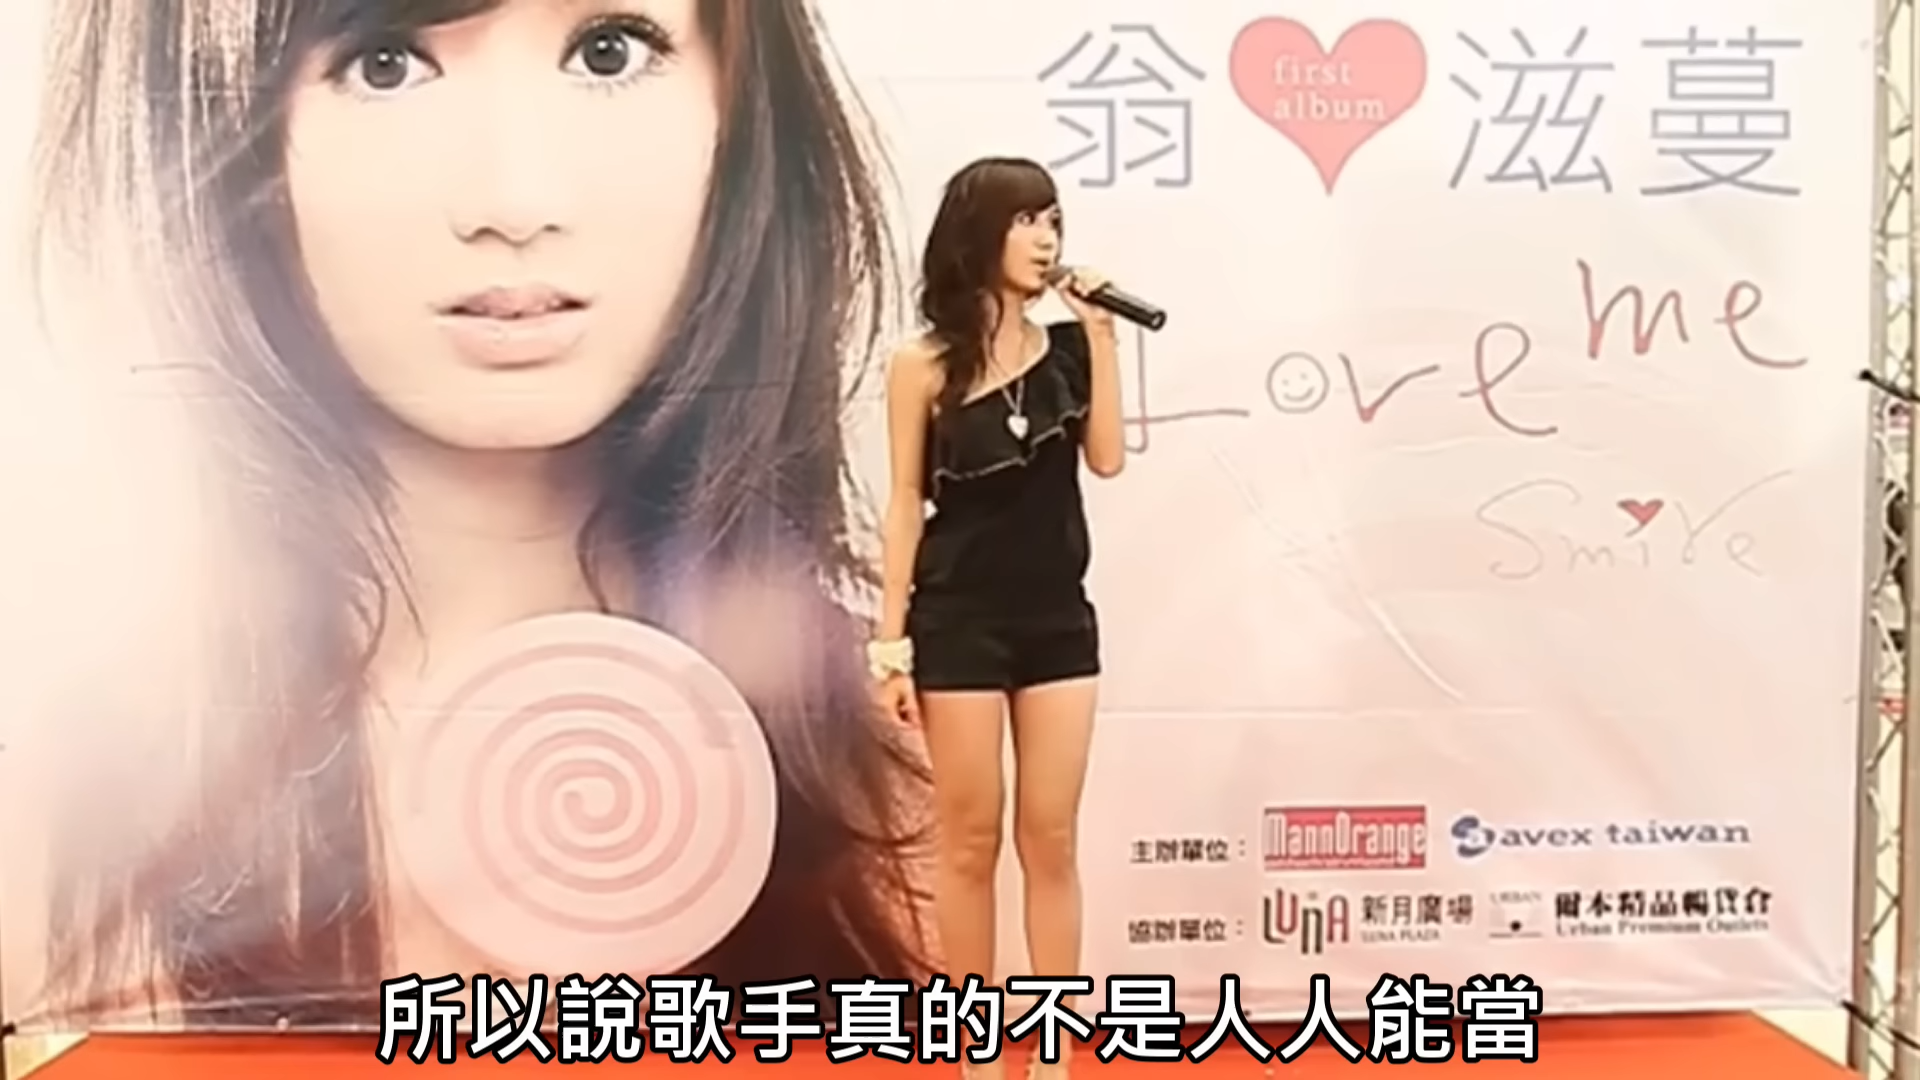 翁 first album 滋蔓
Love me
Smile
主辦單位： MannOrange avex taiwan
協辦單位： LUNA 新月廣場 LUNA PLAZA URBAN 爾本精品暢貨倉 Urban Premium Outlets
所以說歌手真的不是人人能當